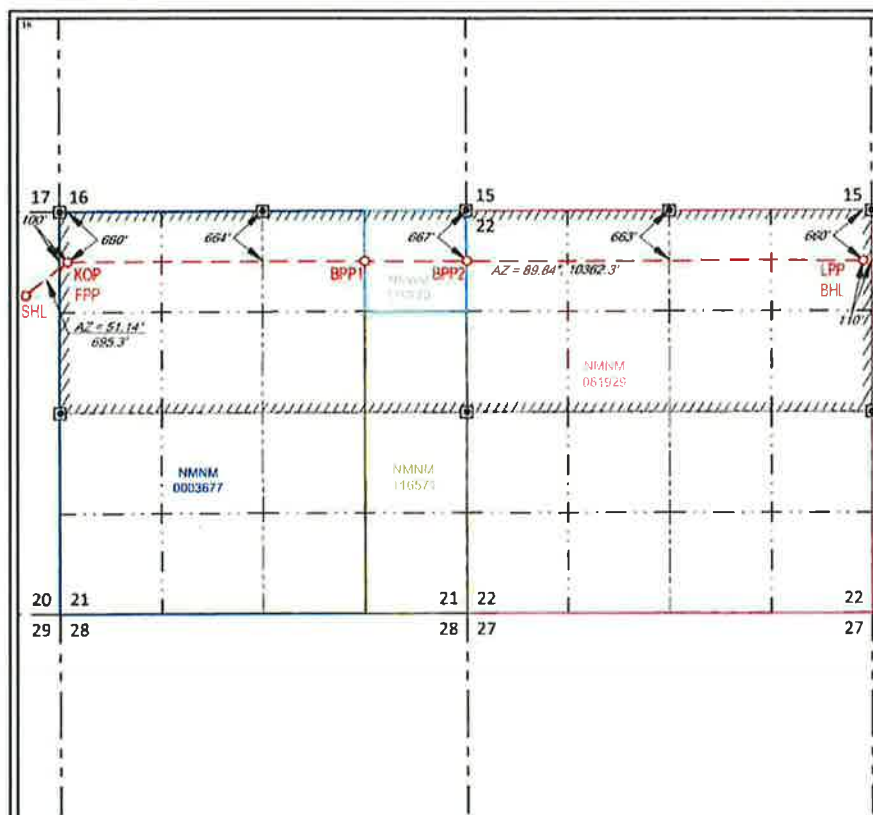 17 16
15
15
22
100'
660'
664'
667'
663'
660'
KOP
FPP
BPP1
BPP2
AZ = 89.84°, 10362.3'
LPP
BHL
110'
SHL
AZ = 51.14°
695.3'
NMNM
NMNM
061929
NMNM
0003677
NMNM
116571
20 21
21 22
22
29 28
28 27
27